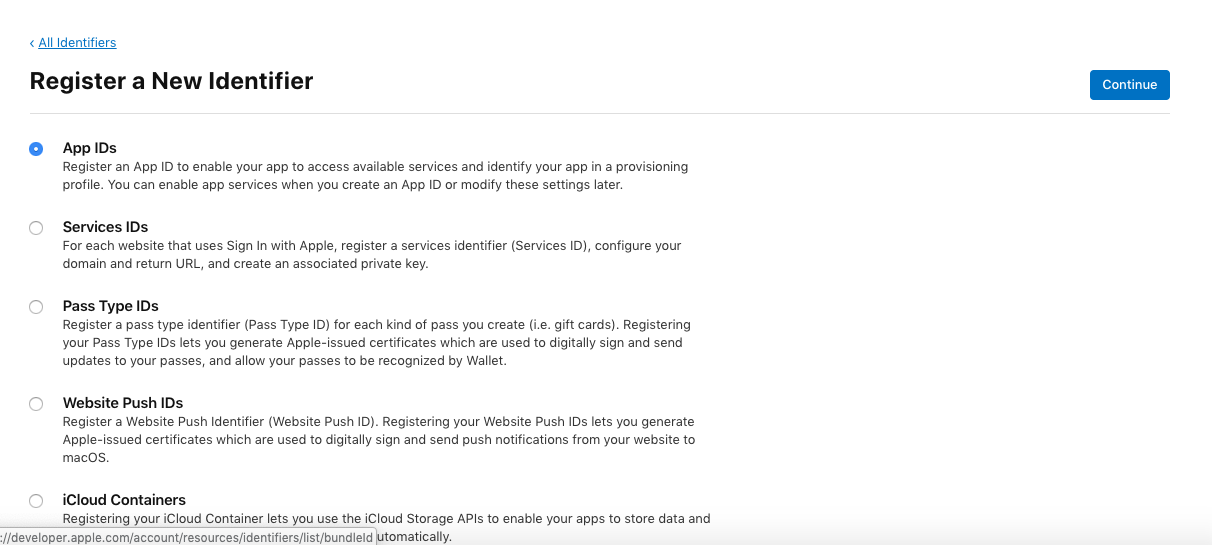 ‹ All Identifiers
Register a New Identifier
Continue
App IDs
Register an App ID to enable your app to access available services and identify your app in a provisioning
profile. You can enable app services when you create an App ID or modify these settings later.
Services IDs
For each website that uses Sign In with Apple, register a services identifier (Services ID), configure your
domain and return URL, and create an associated private key.
Pass Type IDs
Register a pass type identifier (Pass Type ID) for each kind of pass you create (i.e. gift cards). Registering
your Pass Type IDs lets you generate Apple-issued certificates which are used to digitally sign and send
updates to your passes, and allow your passes to be recognized by Wallet.
Website Push IDs
Register a Website Push Identifier (Website Push ID). Registering your Website Push IDs lets you generate
Apple-issued certificates which are used to digitally sign and send push notifications from your website to
macOS.
iCloud Containers
Registering your iCloud Container lets you use the iCloud Storage APIs to enable your apps to store data and
://developer.apple.com/account/resources/identifiers/list/bundleId utomatically.